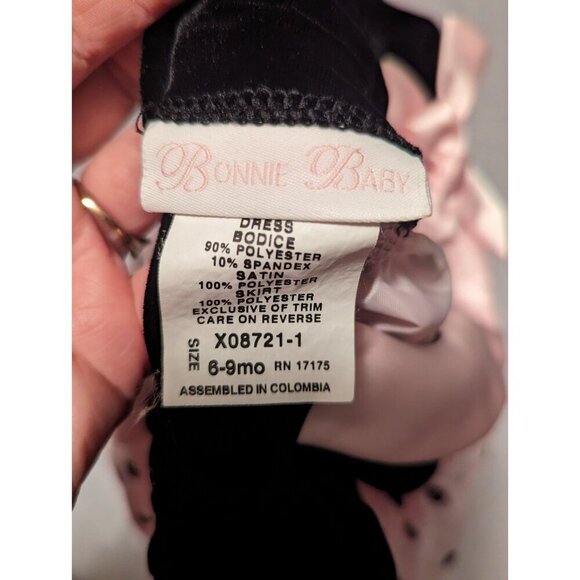 BONNIE BABY
DRESS
BODICE
90% POLYESTER
10% SPANDEX
SATIN
100% POLYESTER
SKIRT
100% POLYESTER
EXCLUSIVE OF TRIM
CARE ON REVERSE
X08721-1
SIZE 6-9mo RN 17175
ASSEMBLED IN COLOMBIA